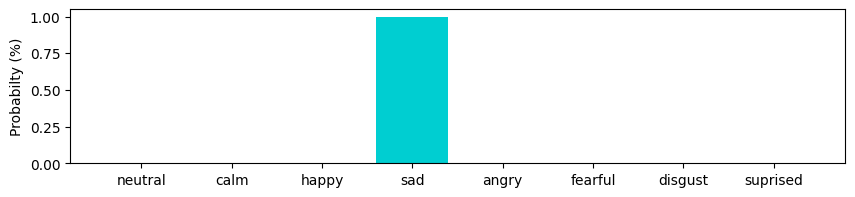 Probabilty (%)
1.00
0.75
0.50
0.25
0.00
neutral calm happy sad angry fearful disgust suprised